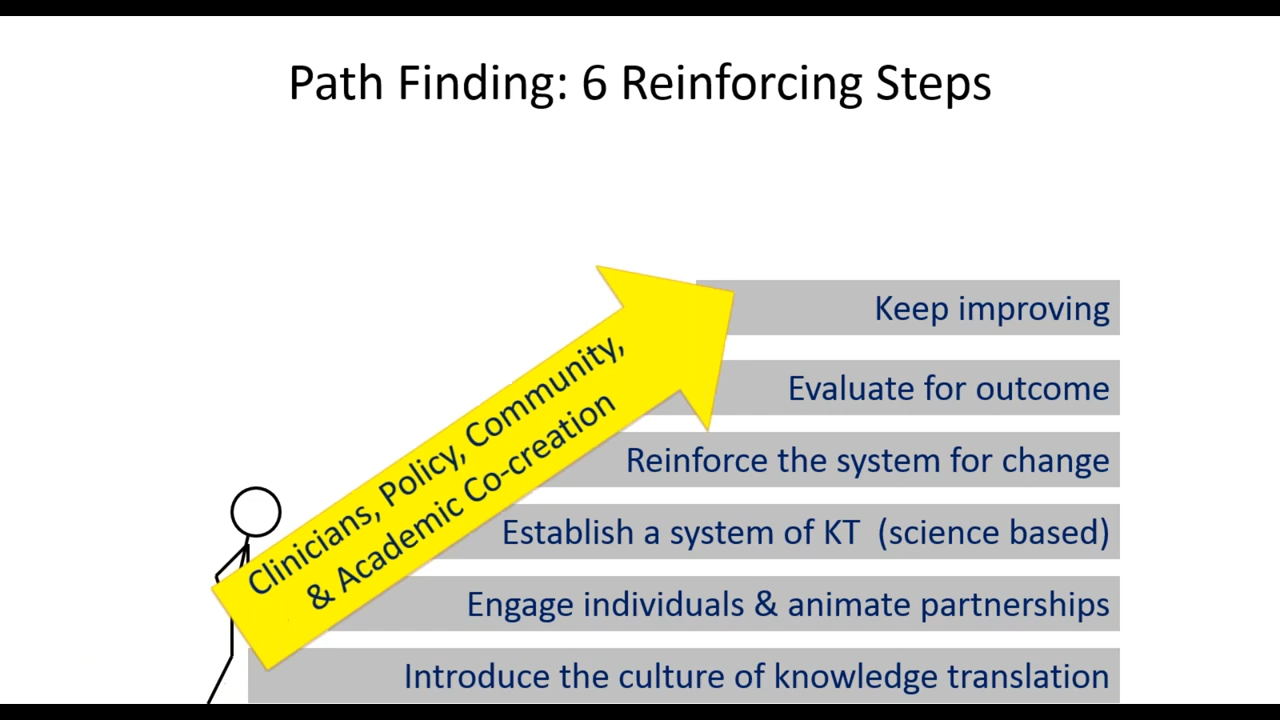 Path Finding: 6 Reinforcing Steps
Keep improving
Evaluate for outcome
Reinforce the system for change
Establish a system of KT  (science based)
Engage individuals & animate partnerships
Introduce the culture of knowledge translation
Clinicians, Policy, Community,
& Academic Co-creation